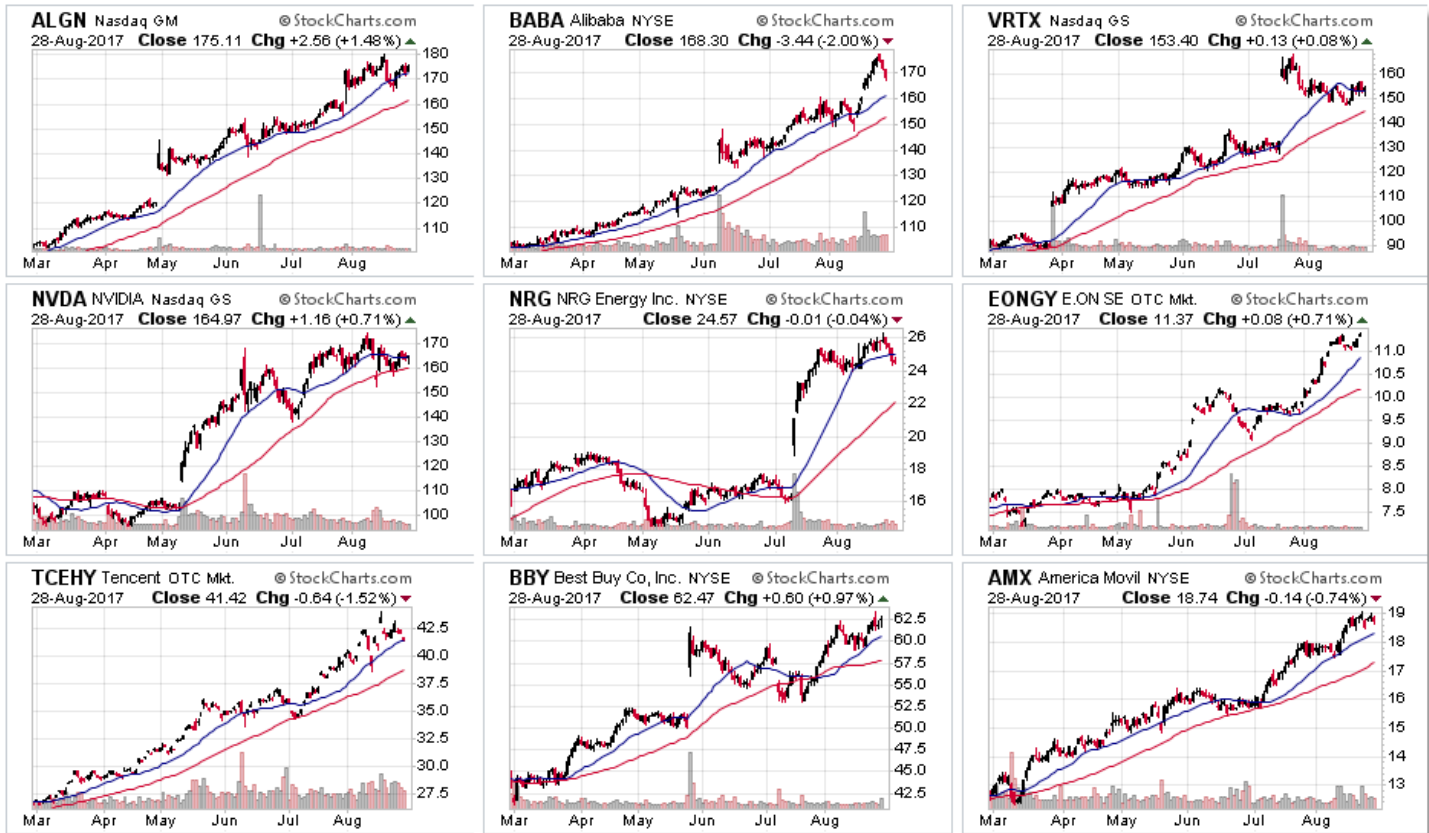 ALGN Nasdaq GM © StockCharts.com
28-Aug-2017 Close 175.11 Chg +2.56 (+1.48%)
180
170
160
150
140
130
120
110
Mar Apr May Jun Jul Aug
BABA Alibaba NYSE © StockCharts.com
28-Aug-2017 Close 168.30 Chg -3.44 (-2.00%)
170
160
150
140
130
120
110
Mar Apr May Jun Jul Aug
VRTX Nasdaq GS © StockCharts.com
28-Aug-2017 Close 153.40 Chg +0.13 (+0.08%)
160
150
140
130
120
110
100
90
Mar Apr May Jun Jul Aug
NVDA NVIDIA Nasdaq GS © StockCharts.com
28-Aug-2017 Close 164.97 Chg +1.16 (+0.71%)
170
160
150
140
130
120
110
100
Mar Apr May Jun Jul Aug
NRG NRG Energy Inc. NYSE © StockCharts.com
28-Aug-2017 Close 24.57 Chg -0.01 (-0.04%)
26
24
22
20
18
16
Mar Apr May Jun Jul Aug
EONGY E.ON SE OTC Mkt. © StockCharts.com
28-Aug-2017 Close 11.37 Chg +0.08 (+0.71%)
11.0
10.5
10.0
9.5
9.0
8.5
8.0
7.5
Mar Apr May Jun Jul Aug
TCEHY Tencent OTC Mkt. © StockCharts.com
28-Aug-2017 Close 41.42 Chg -0.64 (-1.52%)
42.5
40.0
37.5
35.0
32.5
30.0
27.5
Mar Apr May Jun Jul Aug
BBY Best Buy Co, Inc. NYSE © StockCharts.com
28-Aug-2017 Close 62.47 Chg +0.60 (+0.97%)
62.5
60.0
57.5
55.0
52.5
50.0
47.5
45.0
42.5
Mar Apr May Jun Jul Aug
AMX America Movil NYSE © StockCharts.com
28-Aug-2017 Close 18.74 Chg -0.14 (-0.74%)
19
18
17
16
15
14
13
Mar Apr May Jun Jul Aug